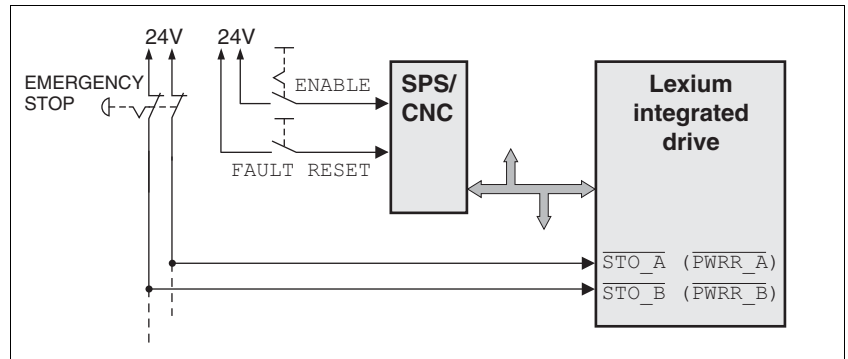 24V 24V
EMERGENCY
STOP
ENABLE
FAULT RESET
SPS/
CNC
Lexium
integrated
drive
STO_A (PWRR_A)
STO_B (PWRR_B)